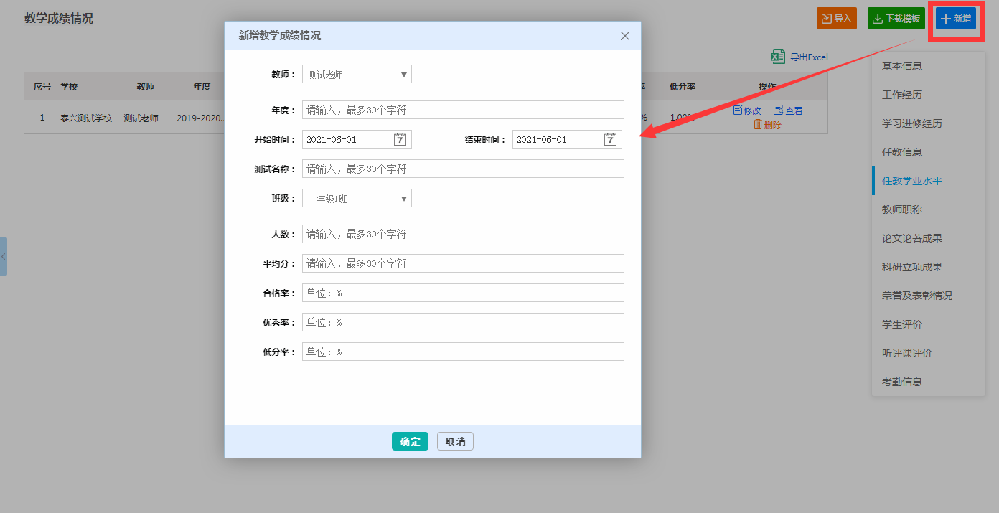 教学成绩情况
导入
下载模板
新增
导出Excel
序号 学校 教师 年度 低分率 操作
1 泰兴测试学校 测试老师一 2019-2020.. % 1.00% 修改 查看
删除
新增教学成绩情况
教师： 测试老师一
年度： 请输入，最多30个字符
开始时间： 2021-06-01 结束时间： 2021-06-01
测试名称： 请输入，最多30个字符
班级： 一年级1班
人数： 请输入，最多30个字符
平均分： 请输入，最多30个字符
合格率： 单位：%
优秀率： 单位：%
低分率： 单位：%
确定 取消
基本信息
工作经历
学习进修经历
任教信息
任教学业水平
教师职称
论文论著成果
科研立项成果
荣誉及表彰情况
学生评价
听评课评价
考勤信息